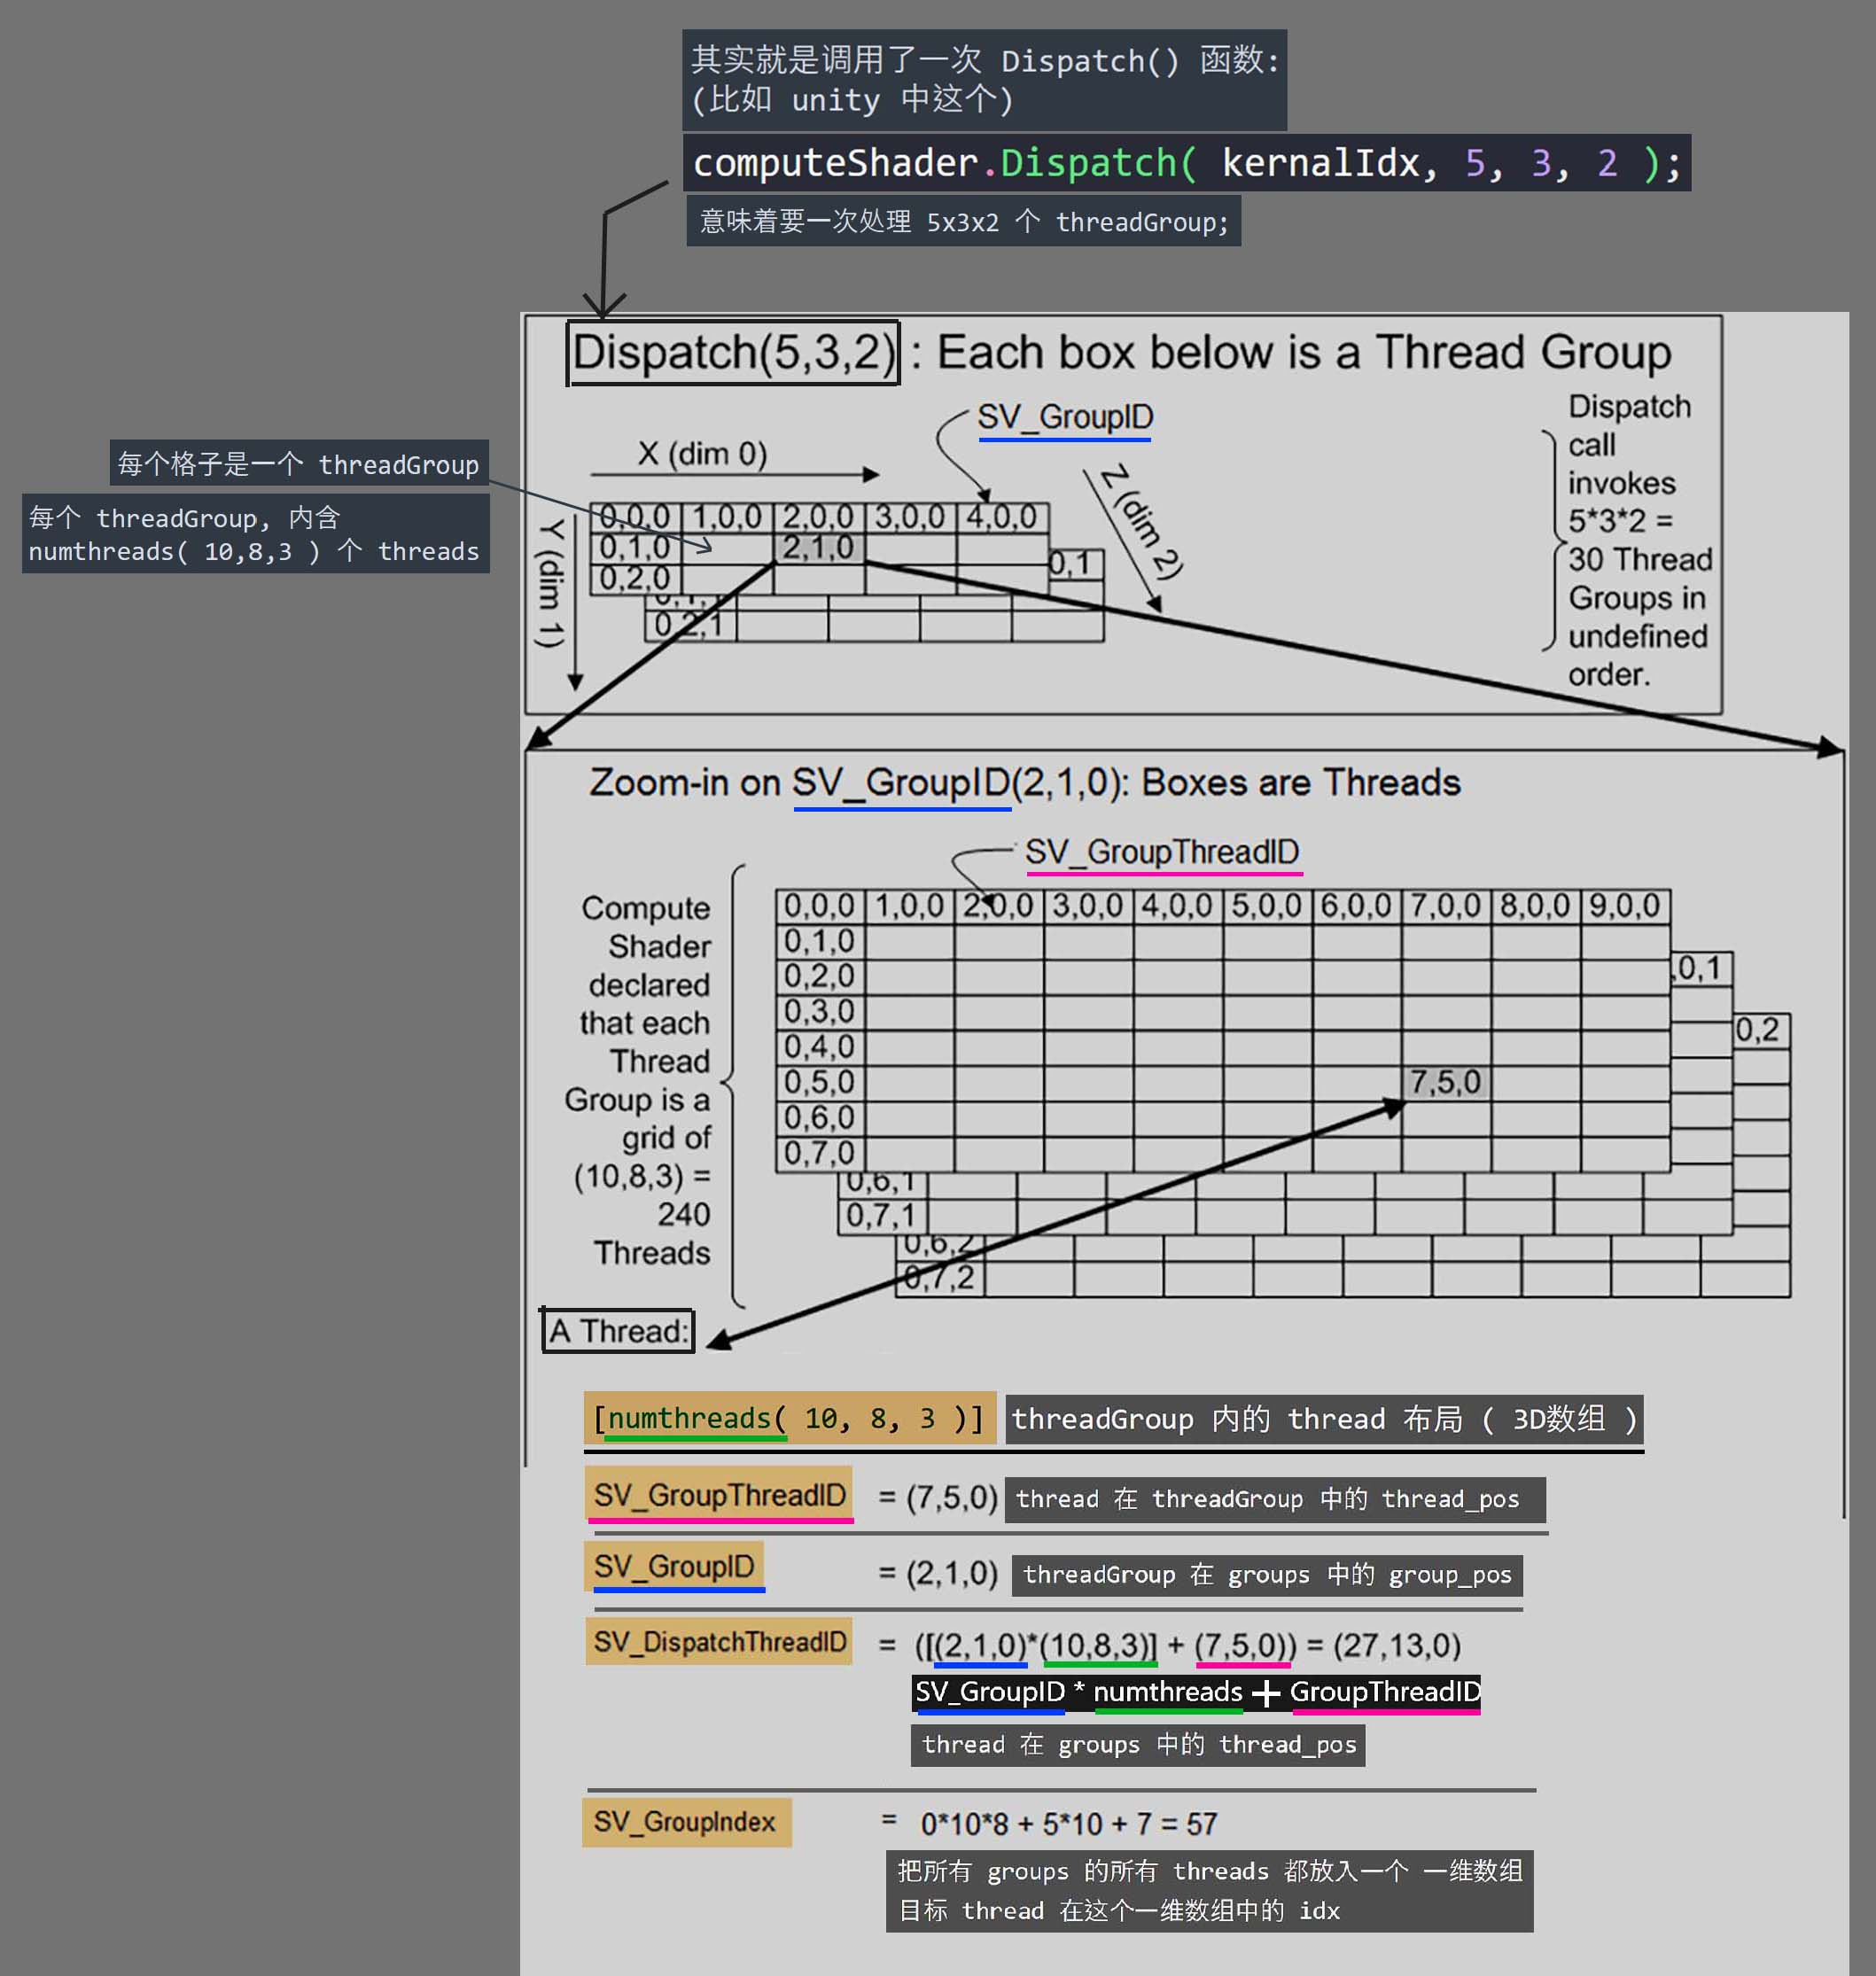 其实就是调用了一次 Dispatch() 函数:
(比如 unity 中这个)
computeShader.Dispatch( kernalIdx, 5, 3, 2 );
意味着要一次处理 5x3x2 个 threadGroup;
Dispatch(5,3,2) : Each box below is a Thread Group
SV_GroupID
X (dim 0)
Y (dim 1)
Z (dim 2)
每个格子是一个 threadGroup
每个 threadGroup, 内含
numthreads( 10,8,3 ) 个 threads
0,0,0 1,0,0 2,0,0 3,0,0 4,0,0
0,1,0 2,1,0
0,2,0
0,1
0,2,1
Dispatch
call
invokes
5*3*2 =
30 Thread
Groups in
undefined
order.
Zoom-in on SV_GroupID(2,1,0): Boxes are Threads
SV_GroupThreadID
Compute
Shader
declared
that each
Thread
Group is a
grid of
(10,8,3) =
240
Threads
0,0,0 1,0,0 2,0,0 3,0,0 4,0,0 5,0,0 6,0,0 7,0,0 8,0,0 9,0,0
0,1,0
0,2,0
0,3,0
0,4,0
0,5,0 7,5,0
0,6,0
0,7,0
,0,1
0,2
0,6,1
0,7,1
0,6,2
0,7,2
A Thread:
[numthreads( 10, 8, 3 )] threadGroup 内的 thread 布局 ( 3D数组 )
SV_GroupThreadID = (7,5,0) thread 在 threadGroup 中的 thread_pos
SV_GroupID = (2,1,0) threadGroup 在 groups 中的 group_pos
SV_DispatchThreadID = ([(2,1,0)*(10,8,3)] + (7,5,0)) = (27,13,0)
SV_GroupID * numthreads + GroupThreadID
thread 在 groups 中的 thread_pos
SV_GroupIndex = 0*10*8 + 5*10 + 7 = 57
把所有 groups 的所有 threads 都放入一个 一维数组
目标 thread 在这个一维数组中的 idx